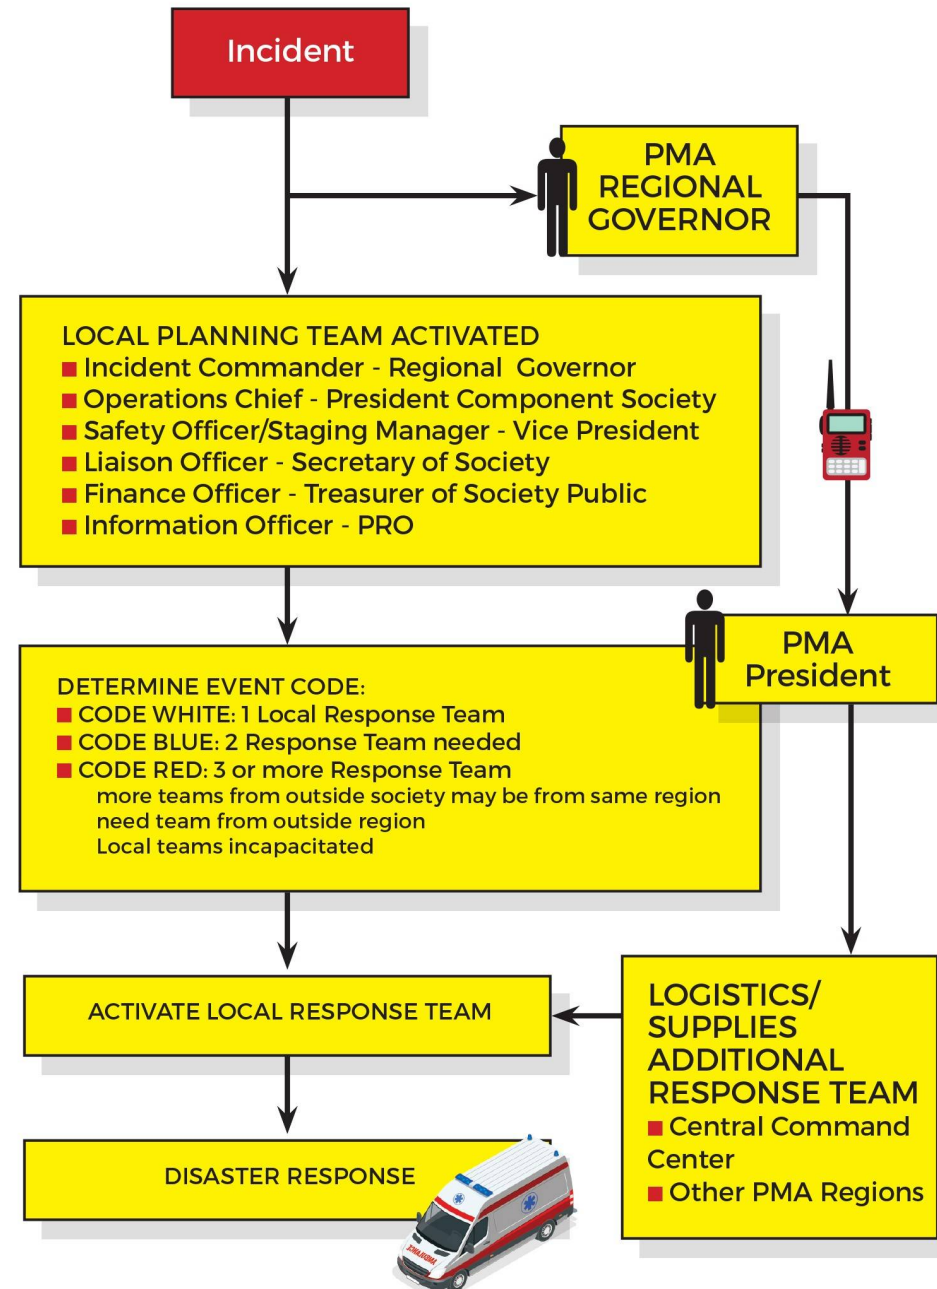 Incident
PMA
REGIONAL
GOVERNOR
LOCAL PLANNING TEAM ACTIVATED
Incident Commander - Regional Governor
Operations Chief - President Component Society
Safety Officer/Staging Manager - Vice President
Liaison Officer - Secretary of Society
Finance Officer - Treasurer of Society Public
Information Officer - PRO
PMA
President
DETERMINE EVENT CODE:
CODE WHITE: 1 Local Response Team
CODE BLUE: 2 Response Team needed
CODE RED: 3 or more Response Team
more teams from outside society may be from same region
need team from outside region
Local teams incapacitated
ACTIVATE LOCAL RESPONSE TEAM
LOGISTICS/
SUPPLIES
ADDITIONAL
RESPONSE TEAM
Central Command
Center
Other PMA Regions
DISASTER RESPONSE